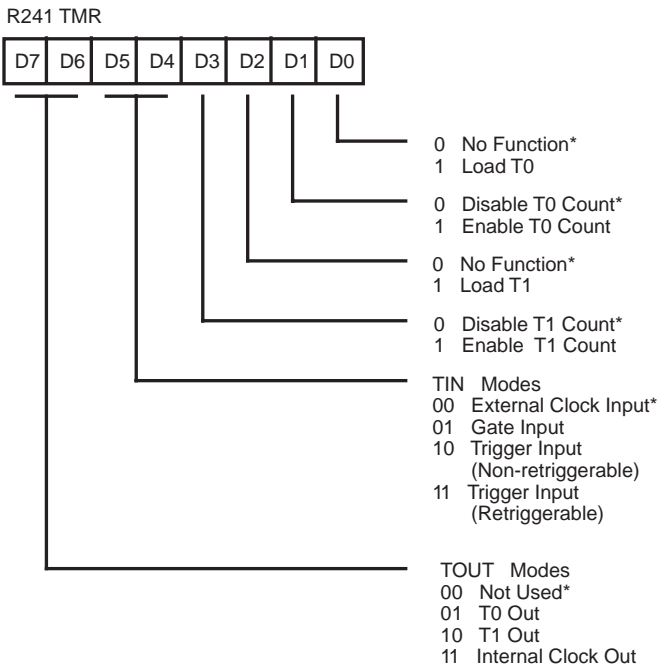 R241 TMR
D7 D6 D5 D4 D3 D2 D1 D0
0 No Function*
1 Load T0
0 Disable T0 Count*
1 Enable T0 Count
0 No Function*
1 Load T1
0 Disable T1 Count*
1 Enable T1 Count
TIN Modes
00 External Clock Input*
01 Gate Input
10 Trigger Input
(Non-retriggerable)
11 Trigger Input
(Retriggerable)
TOUT Modes
00 Not Used*
01 T0 Out
10 T1 Out
11 Internal Clock Out